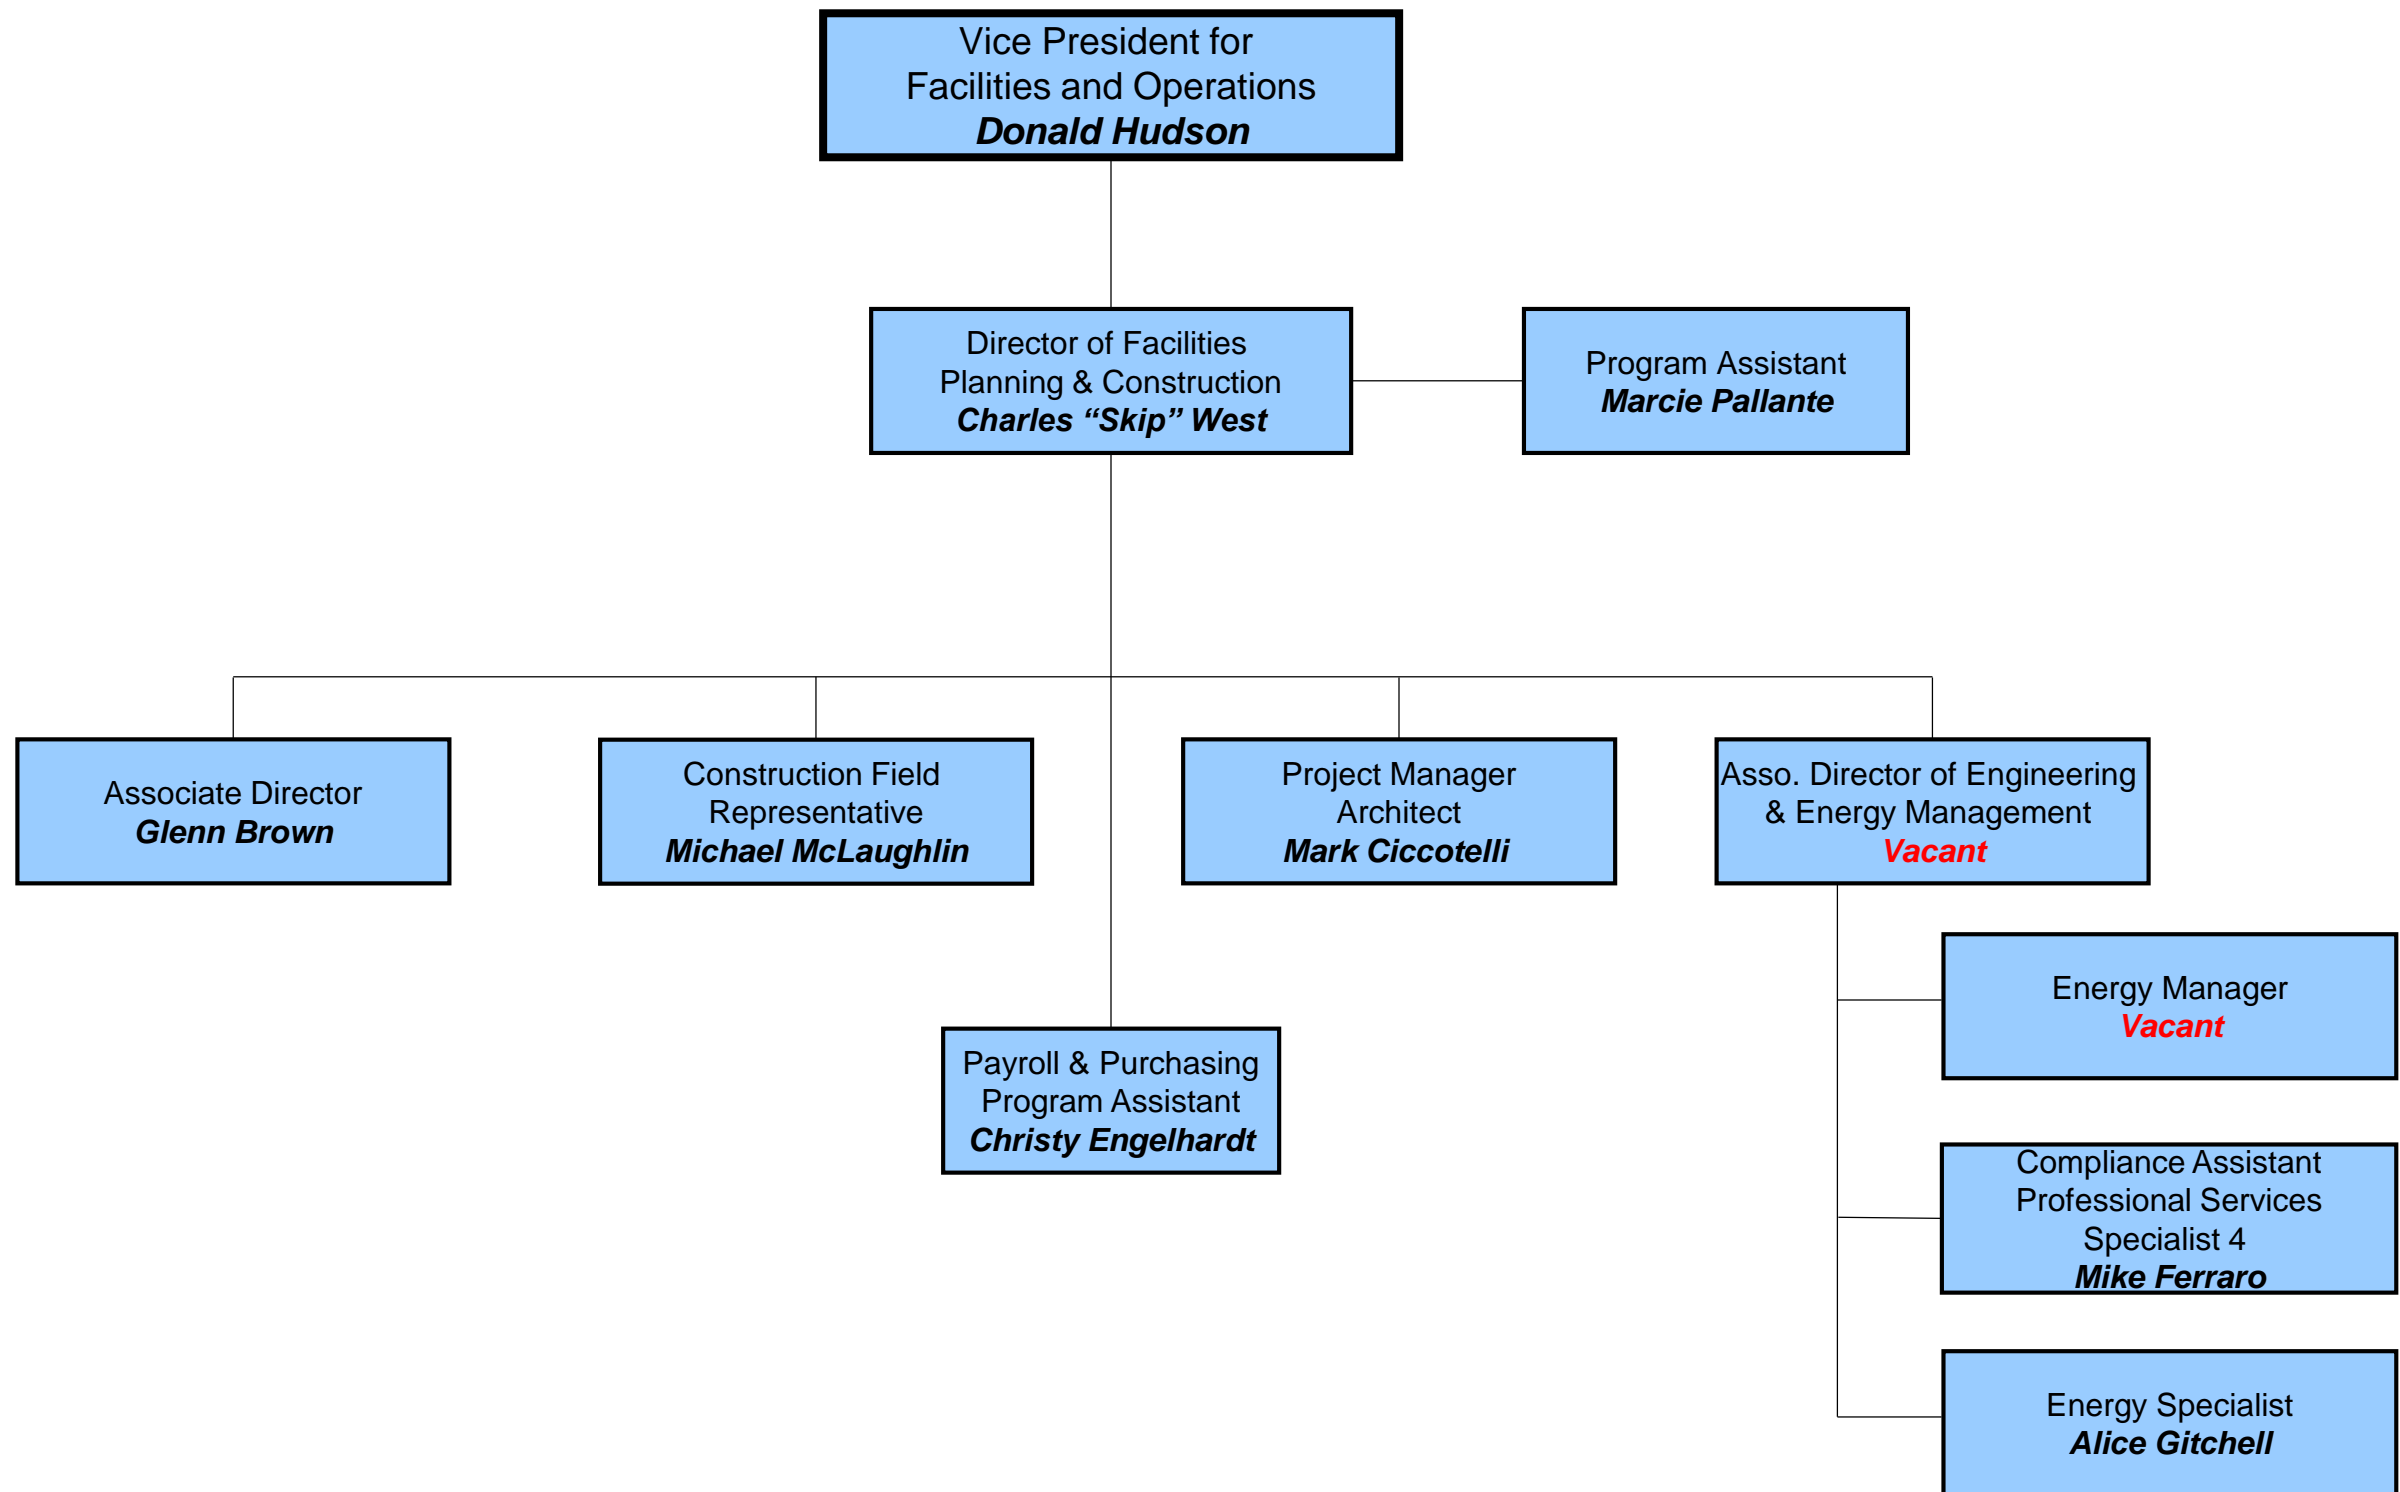 Vice President for
Facilities and Operations
Donald Hudson
Director of Facilities
Planning & Construction
Charles “Skip” West
Program Assistant
Marcie Pallante
Associate Director
Glenn Brown
Construction Field
Representative
Michael McLaughlin
Project Manager
Architect
Mark Ciccotelli
Asso. Director of Engineering
& Energy Management
Vacant
Energy Manager
Vacant
Payroll & Purchasing
Program Assistant
Christy Engelhardt
Compliance Assistant
Professional Services
Specialist 4
Mike Ferraro
Energy Specialist
Alice Gitchell